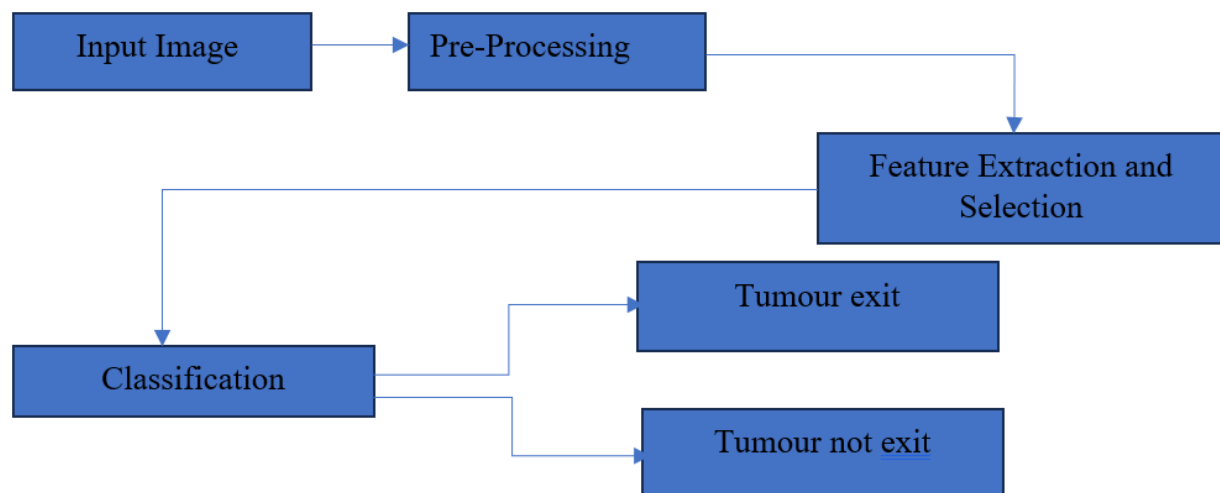 Input Image
Pre-Processing
Feature Extraction and
Selection
Tumour exit
Classification
Tumour not exit